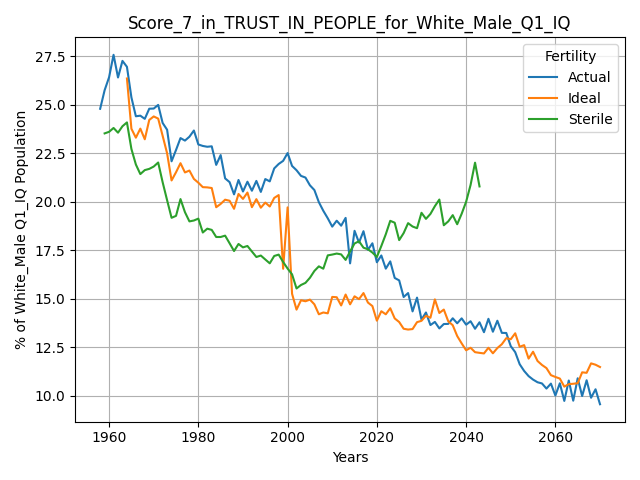 Score_7_in_TRUST_IN_PEOPLE_for_White_Male_Q1_IQ
% of White_Male Q1_IQ Population
27.5
25.0
22.5
20.0
17.5
15.0
12.5
10.0
Fertility
Actual
Ideal
Sterile
1960
1980
2000
2020
2040
2060
Years